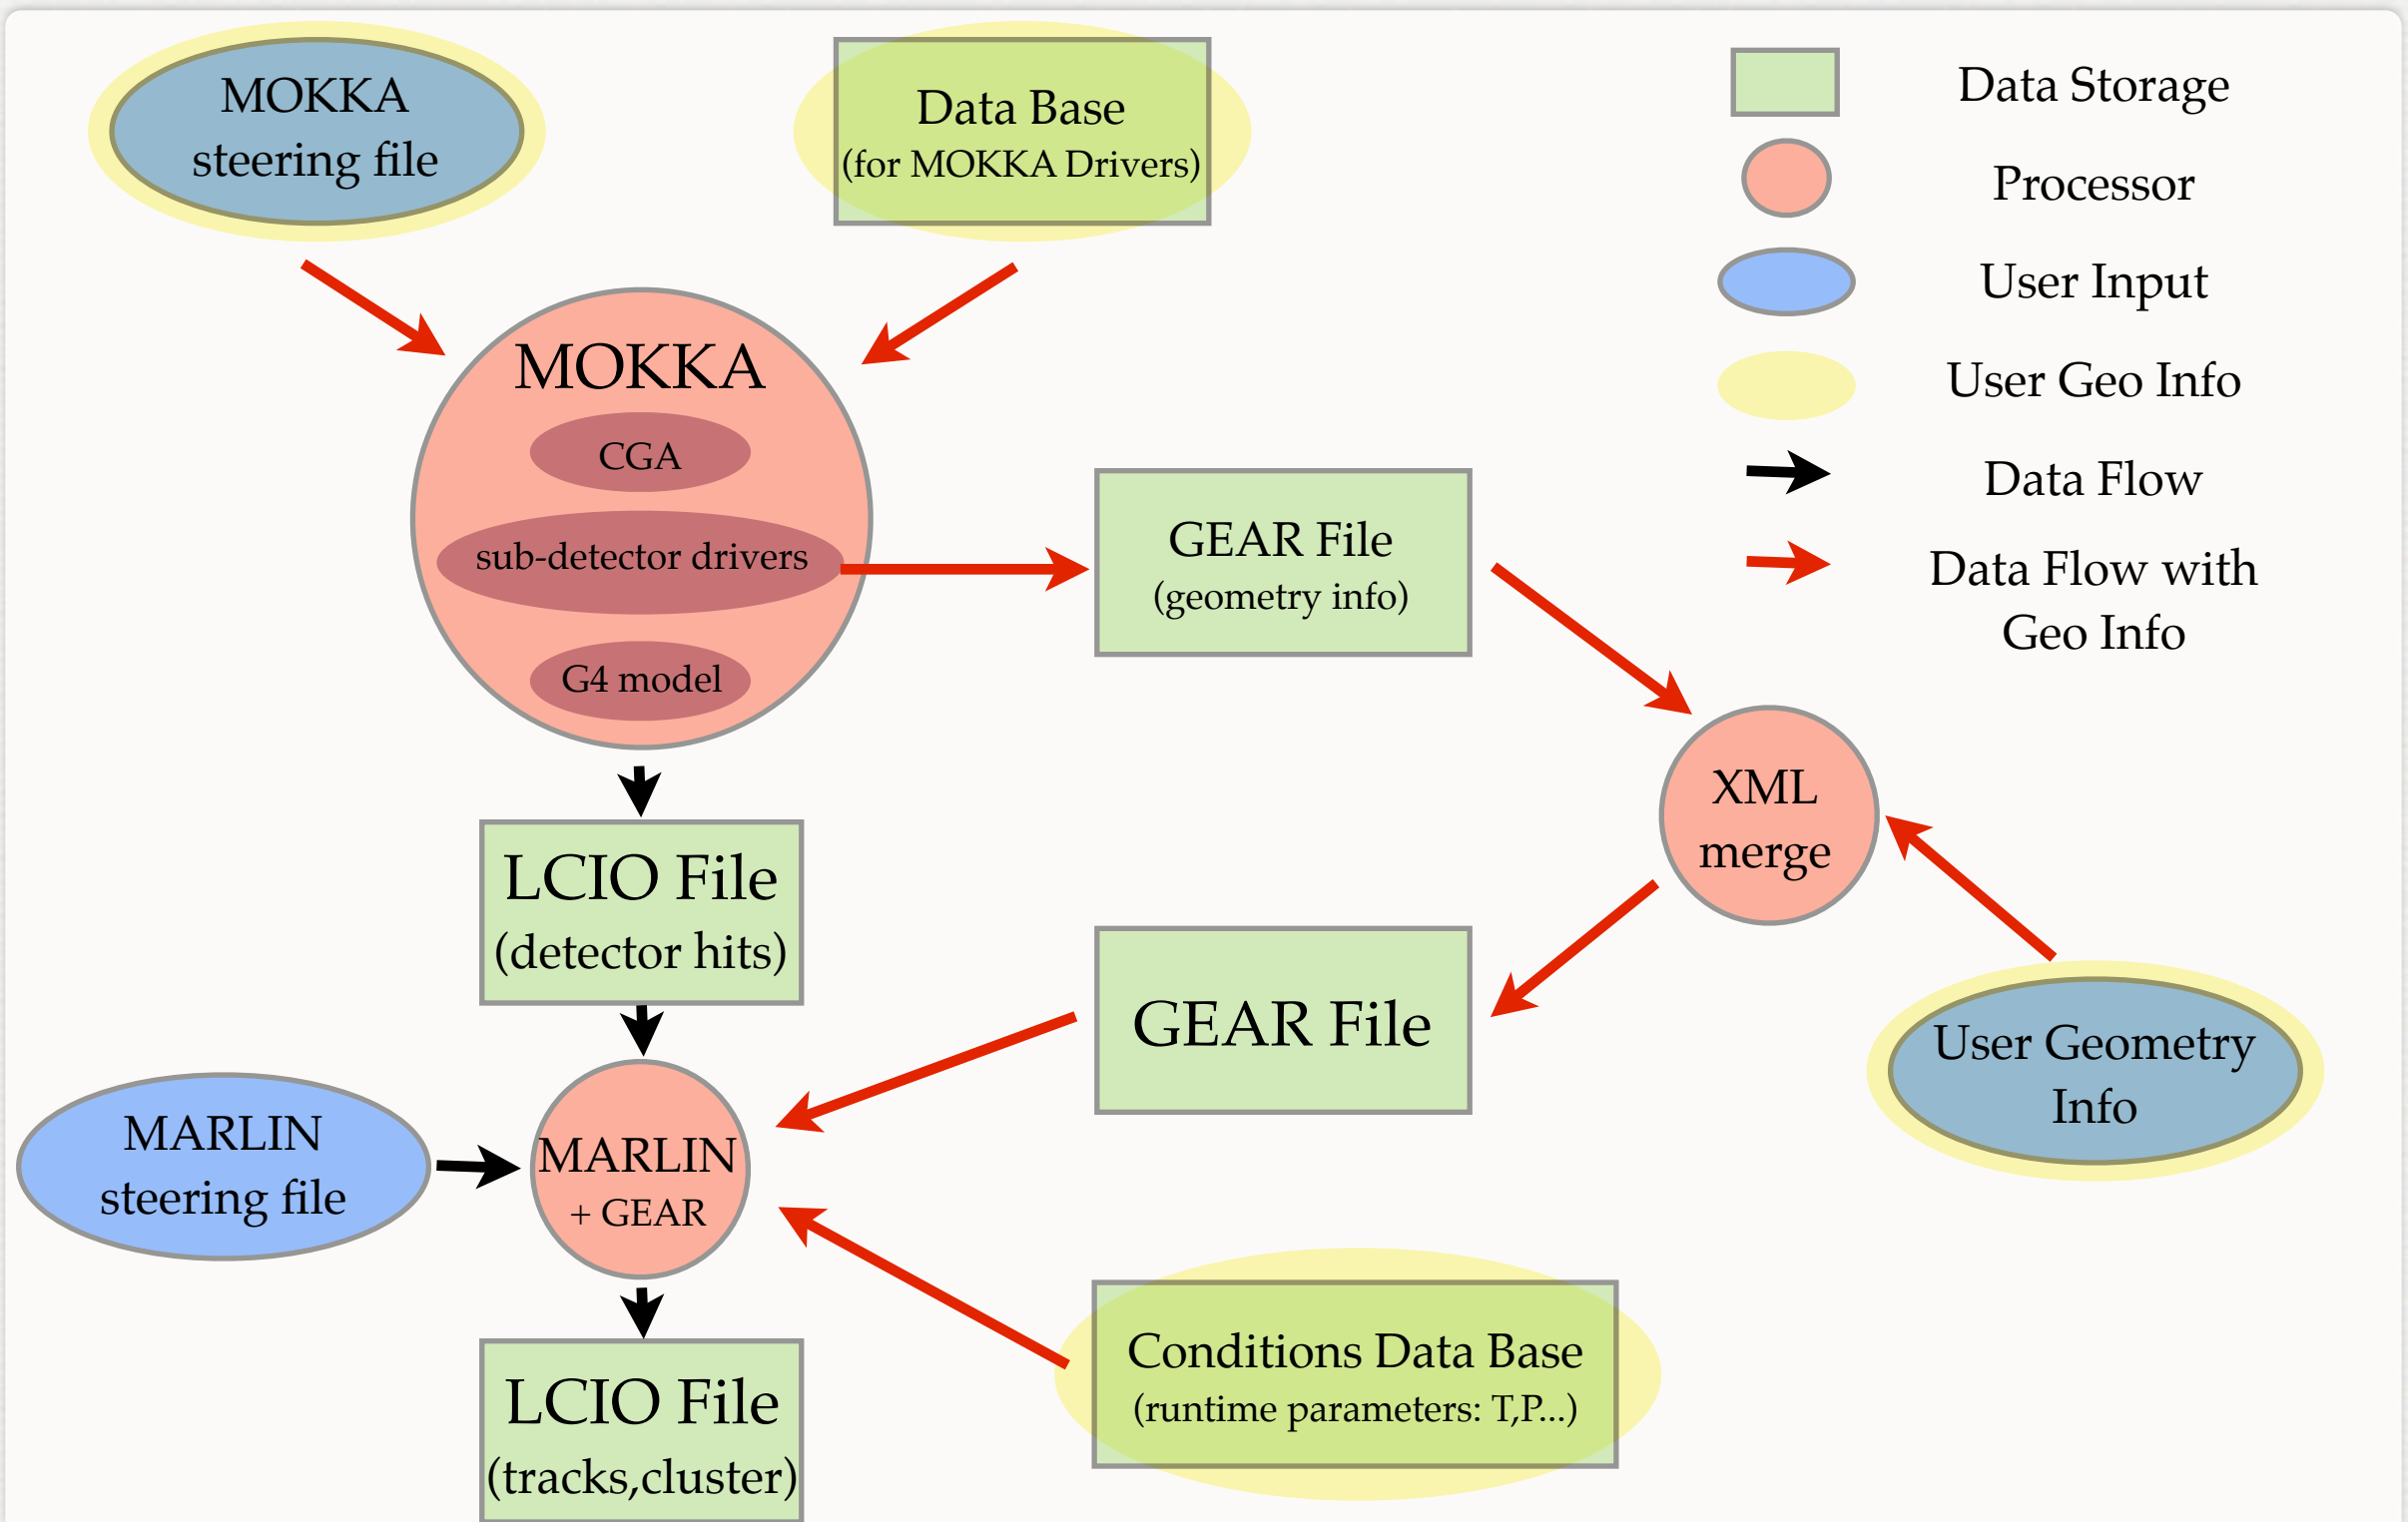 MOKKA
steering file
Data Base
(for MOKKA Drivers)
Data Storage
Processor
User Input
User Geo Info
Data Flow
Data Flow with
Geo Info
MOKKA
CGA
sub-detector drivers
G4 model
GEAR File
(geometry info)
XML
merge
LCIO File
(detector hits)
GEAR File
User Geometry
Info
MARLIN
steering file
MARLIN
+ GEAR
Conditions Data Base
(runtime parameters: T,P...)
LCIO File
(tracks,cluster)